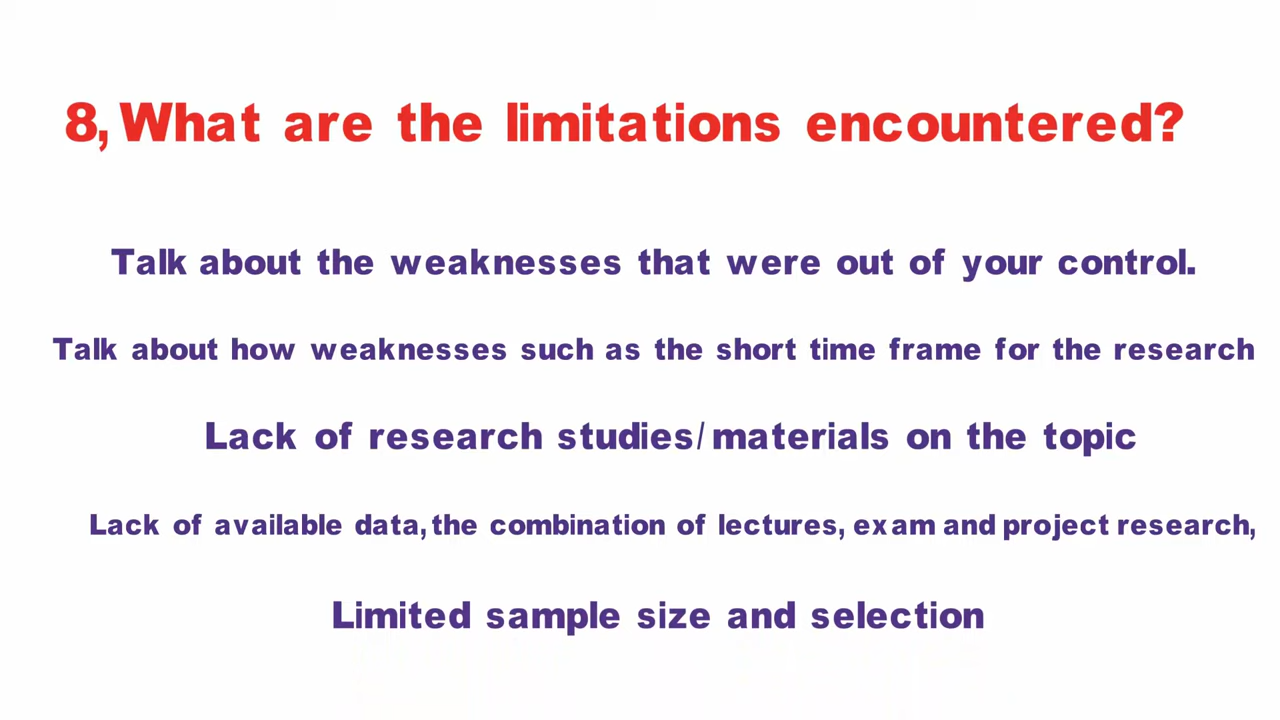 8, What are the limitations encountered?
Talk about the weaknesses that were out of your control.
Talk about how weaknesses such as the short time frame for the research
Lack of research studies/materials on the topic
Lack of available data, the combination of lectures, exam and project research,
Limited sample size and selection